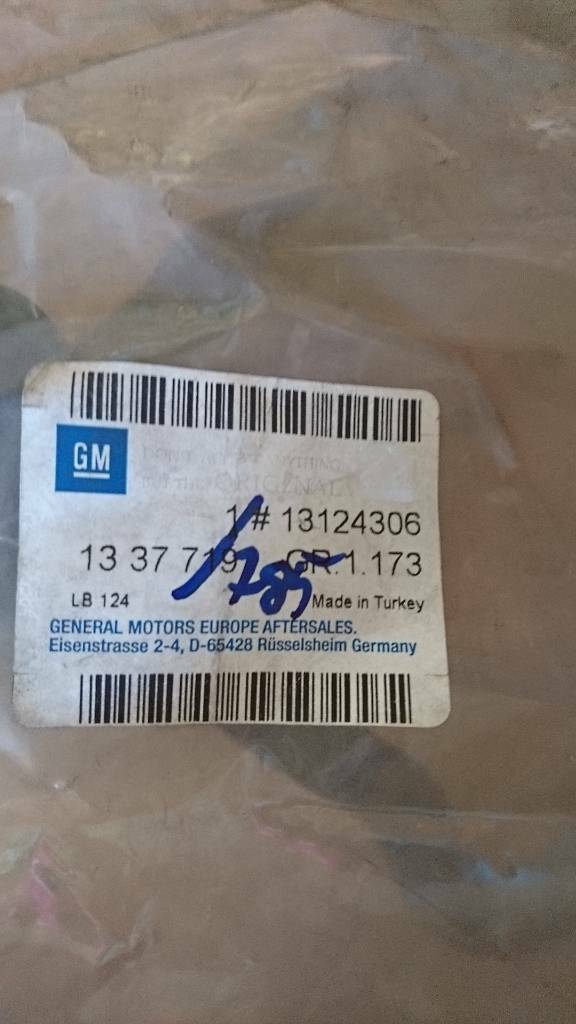 GM
1 # 13124306
13 37 719 GR.1.173
LB 124 Made in Turkey
GENERAL MOTORS EUROPE AFTERSALES.
Eisenstrasse 2-4, D-65428 Rüsselsheim Germany